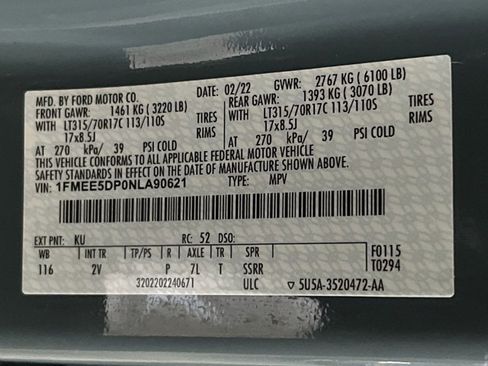 MFD. BY FORD MOTOR CO. DATE: 02/22 GVWR: 2767 KG ( 6100 LB)
FRONT GAWR: 1461 KG ( 3220 LB) REAR GAWR: 1393 KG ( 3070 LB)
WITH LT315/70R17C 113/110S TIRES WITH LT315/70R17C 113/110S TIRES
17x8.5J RIMS 17x8.5J RIMS
AT 270 kPa/ 39 PSI COLD AT 270 kPa/ 39 PSI COLD
THIS VEHICLE CONFORMS TO ALL APPLICABLE FEDERAL MOTOR VEHICLE
SAFETY STANDARDS IN EFFECT ON THE DATE OF MANUFACTURE SHOWN ABOVE.
VIN: 1FMEE5DP0NLA90621 TYPE: MPV
EXT PNT: KU RC: 52 DSO:
WB INT TR TP/PS R AXLE TR SPR F0115
116 2V P 7L T SSRR T0294
3202202240671 ULC 5U5A-3520472-AA